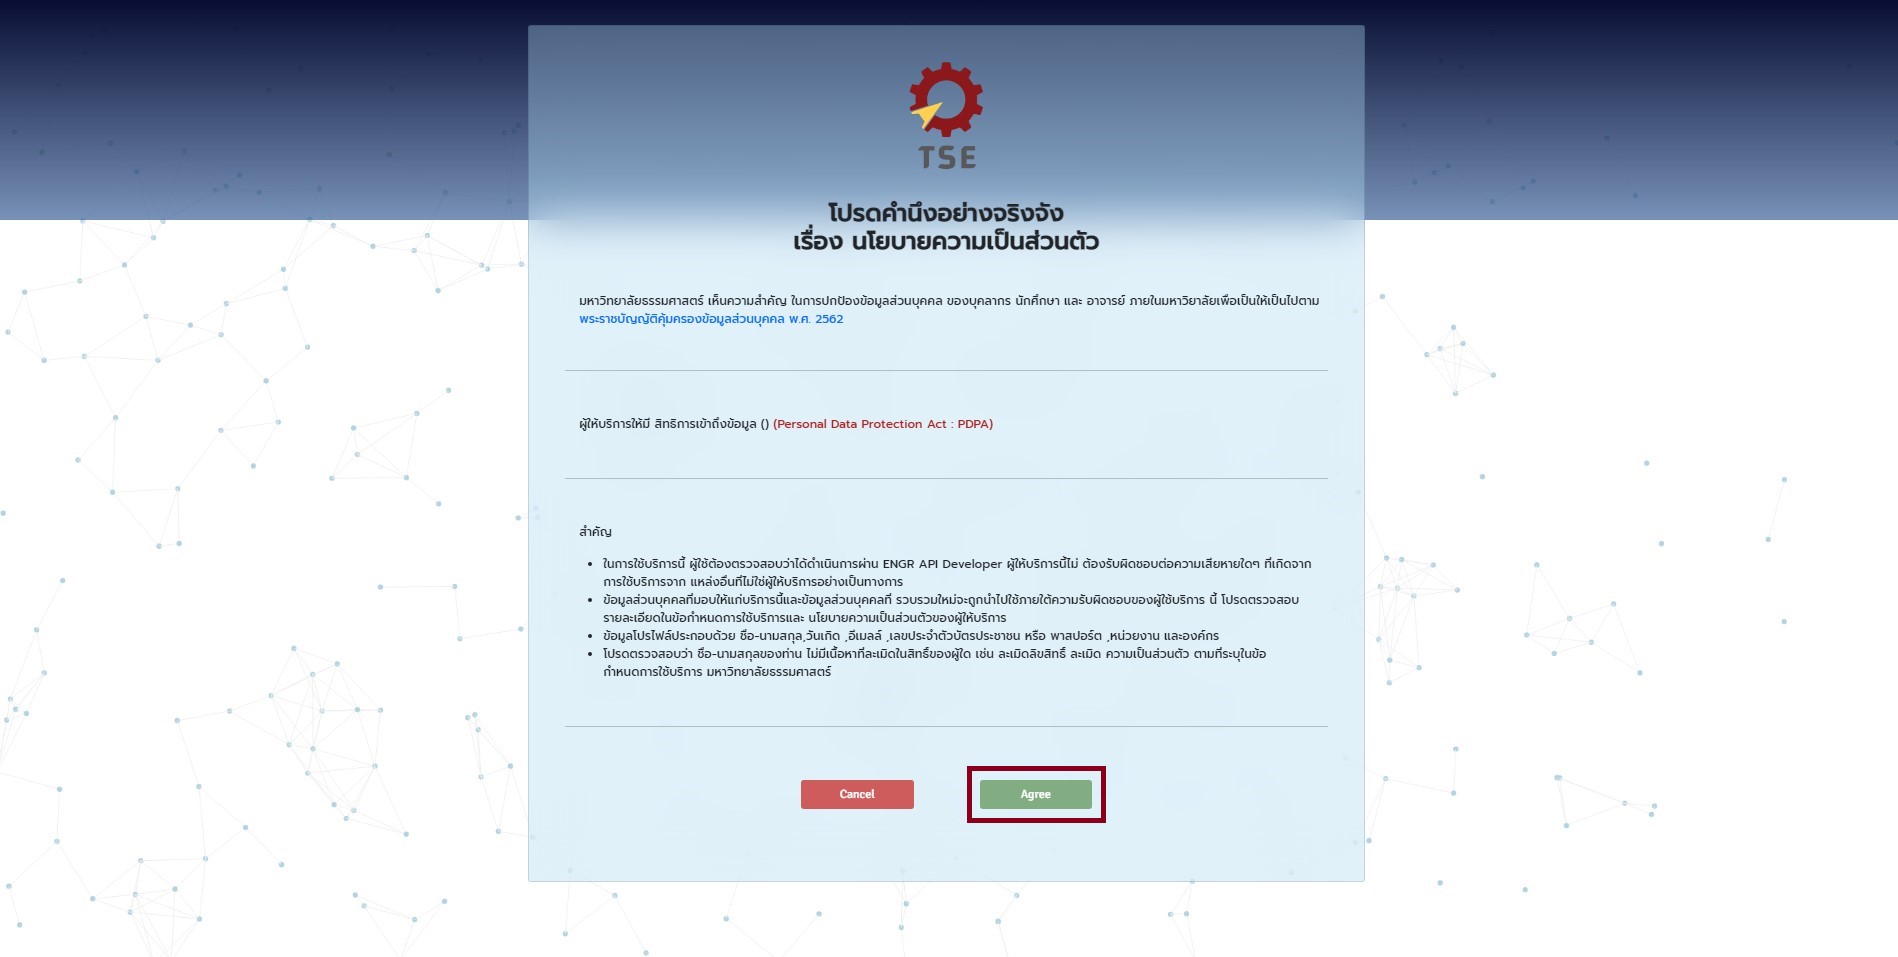 TSE
โปรดคำนึงอย่างจริงจัง
เรื่อง นโยบายความเป็นส่วนตัว
มหาวิทยาลัยธรรมศาสตร์ เห็นความสำคัญ ในการปกป้องข้อมูลส่วนบุคคล ของบุคลากร นักศึกษา และ อาจารย์ ภายในมหาวิยาลัยเพื่อเป็นให้เป็นไปตาม
พระราชบัญญัติคุ้มครองข้อมูลส่วนบุคคล พ.ศ. 2562
ผู้ให้บริการให้มี สิทธิการเข้าถึงข้อมูล () (Personal Data Protection Act : PDPA)
สำคัญ
• ในการใช้บริการนี้ ผู้ใช้ต้องตรวจสอบว่าได้ดำเนินการผ่าน ENGR API Developer ผู้ให้บริการนี้ไม่ ต้องรับผิดชอบต่อความเสียหายใดๆ ที่เกิดจาก
การใช้บริการจาก แหล่งอื่นที่ไม่ใช่ผู้ให้บริการอย่างเป็นทางการ
• ข้อมูลส่วนบุคคลที่มอบให้แก่บริการนี้และข้อมูลส่วนบุคคลที่ รวบรวมใหม่จะถูกนำไปใช้ภายใต้ความรับผิดชอบของผู้ใช้บริการ นี้ โปรดตรวจสอบ
รายละเอียดในข้อกำหนดการใช้บริการและ นโยบายความเป็นส่วนตัวของผู้ให้บริการ
• ข้อมูลโปรไฟล์ประกอบด้วย ชื่อ-นามสกุล,วันเกิด ,อีเมลล์ ,เลขประจำตัวบัตรประชาชน หรือ พาสปอร์ต ,หน่วยงาน และองค์กร
• โปรดตรวจสอบว่า ชื่อ-นามสกุลของท่าน ไม่มีเนื้อหาที่ละเมิดในสิทธิ์ของผู้ใด เช่น ละเมิดลิขสิทธิ์ ละเมิด ความเป็นส่วนตัว ตามที่ระบุในข้อ
กำหนดการใช้บริการ มหาวิทยาลัยธรรมศาสตร์
Cancel
Agree